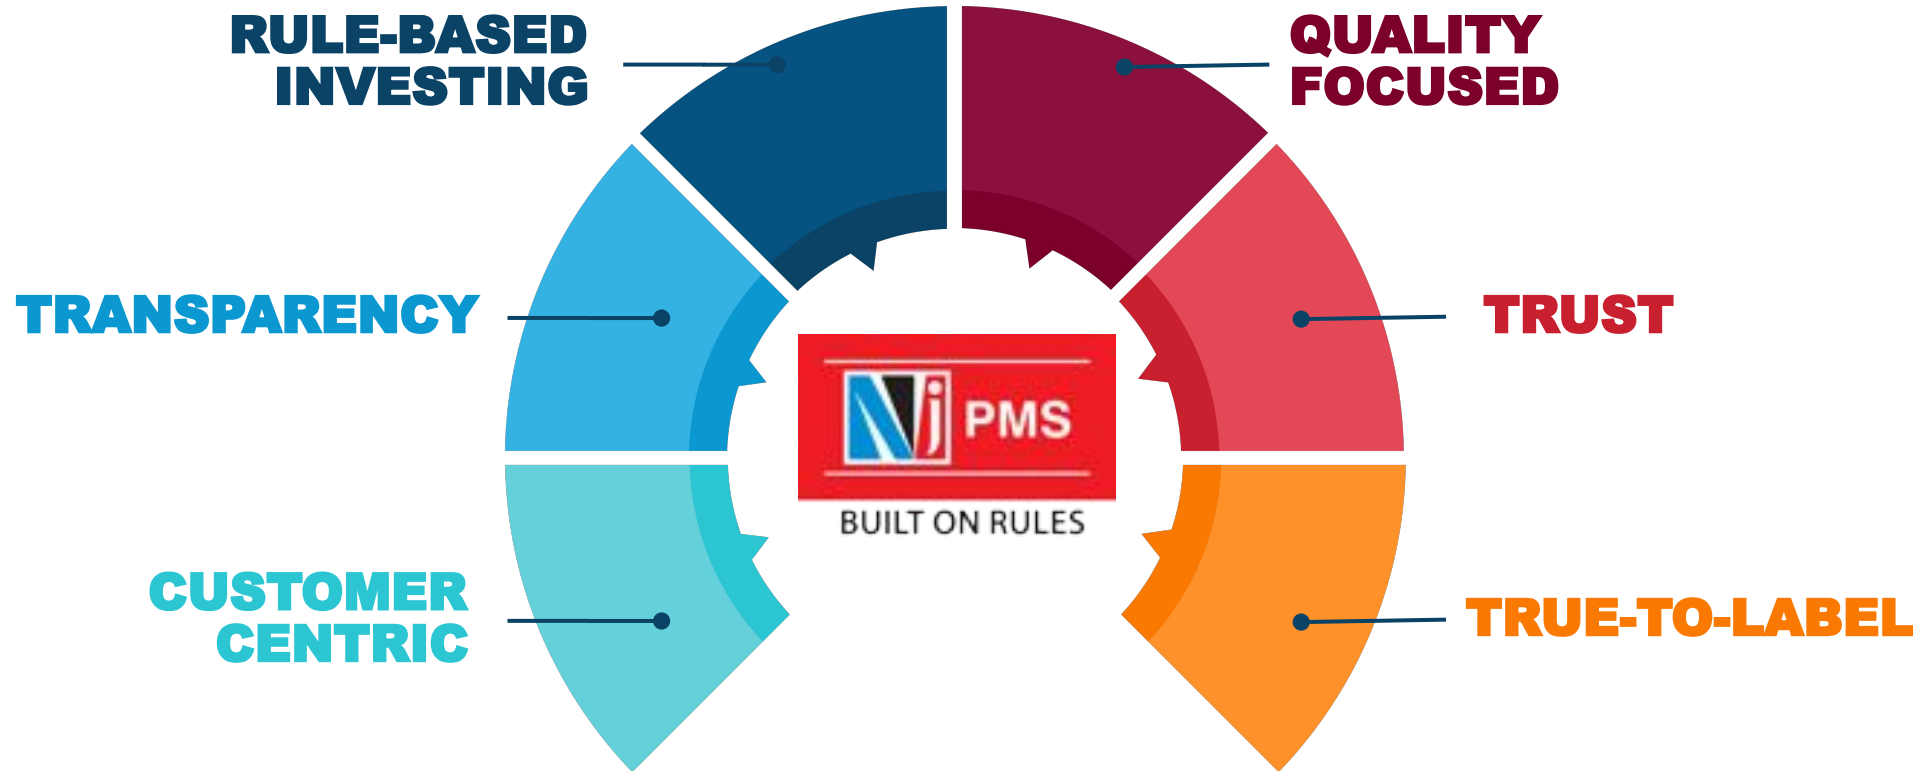 RULE-BASED
INVESTING
QUALITY
FOCUSED
TRANSPARENCY
TRUST
Nj PMS
BUILT ON RULES
CUSTOMER
CENTRIC
TRUE-TO-LABEL